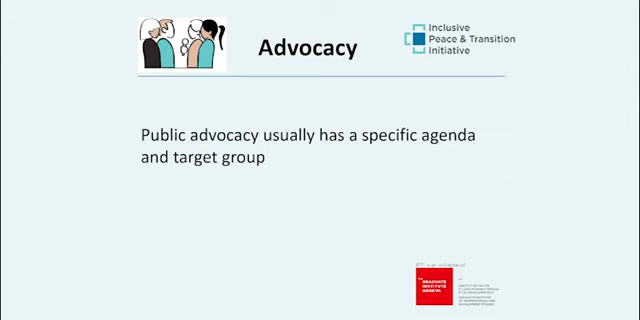 Advocacy
Inclusive
Peace & Transition
Initiative
Public advocacy usually has a specific agenda
and target group
THE
GRADUATE
INSTITUTE
GENEVA